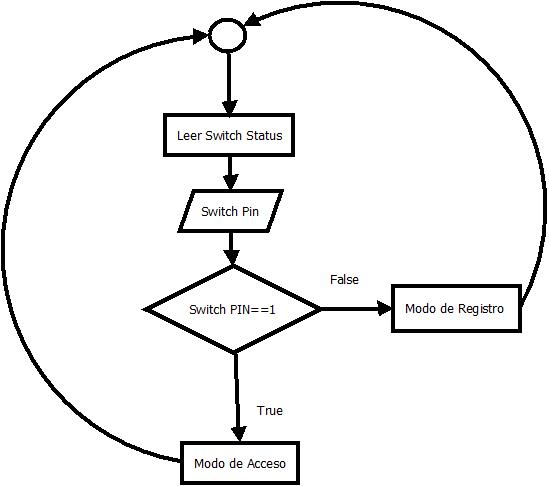 Leer Switch Status
Switch Pin
Switch PIN==1
False
Modo de Registro
True
Modo de Acceso